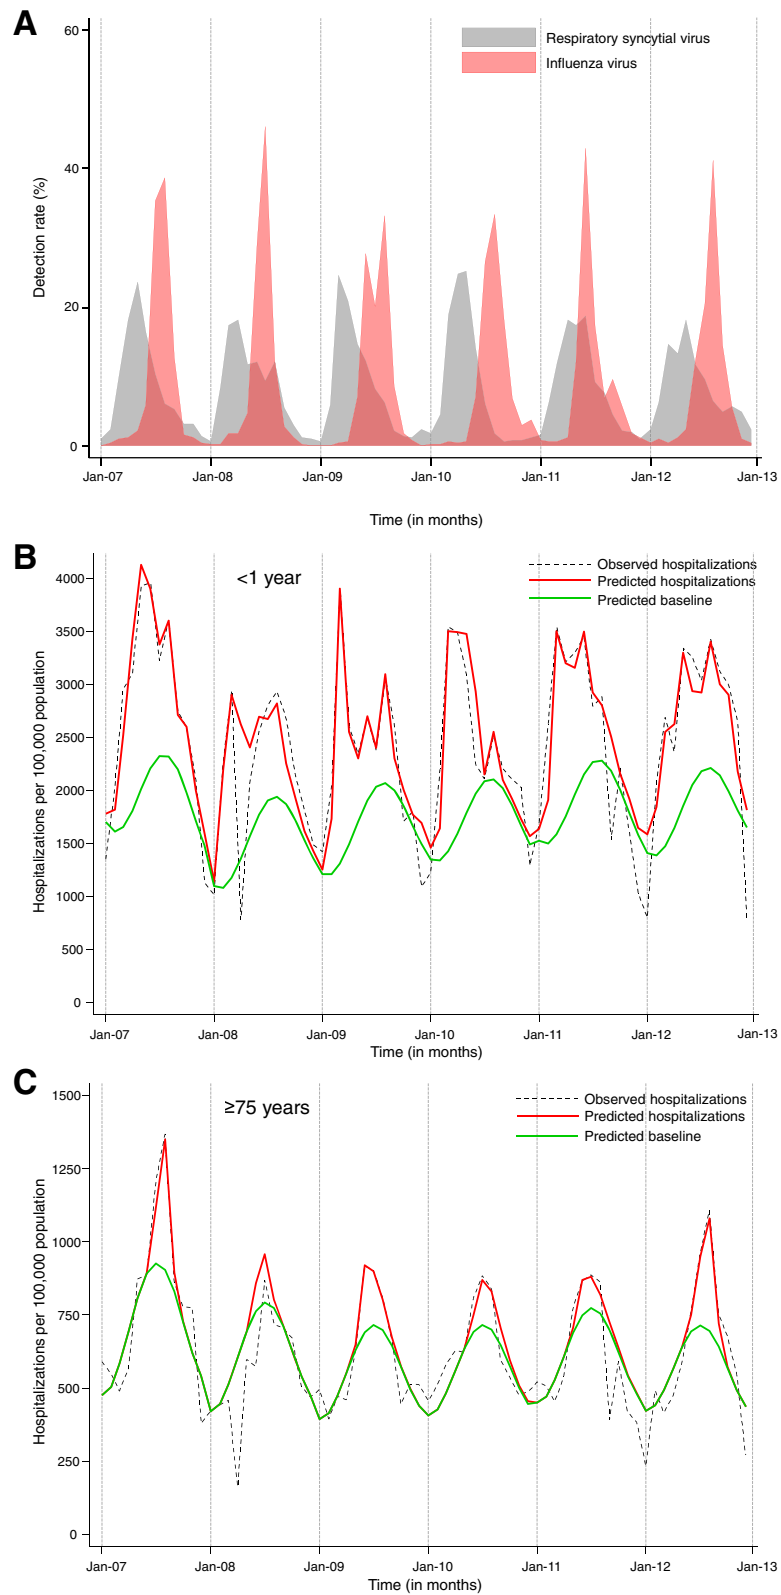 A
60
40
20
0
Detection rate (%)
Respiratory syncytial virus
Influenza virus
Jan-07 Jan-08 Jan-09 Jan-10 Jan-11 Jan-12 Jan-13
Time (in months)
B
<1 year
4000
3500
3000
2500
2000
1500
1000
500
0
Hospitalizations per 100,000 population
Observed hospitalizations
Predicted hospitalizations
Predicted baseline
Jan-07 Jan-08 Jan-09 Jan-10 Jan-11 Jan-12 Jan-13
Time (in months)
C
≥75 years
1500
1250
1000
750
500
250
0
Hospitalizations per 100,000 population
Observed hospitalizations
Predicted hospitalizations
Predicted baseline
Jan-07 Jan-08 Jan-09 Jan-10 Jan-11 Jan-12 Jan-13
Time (in months)